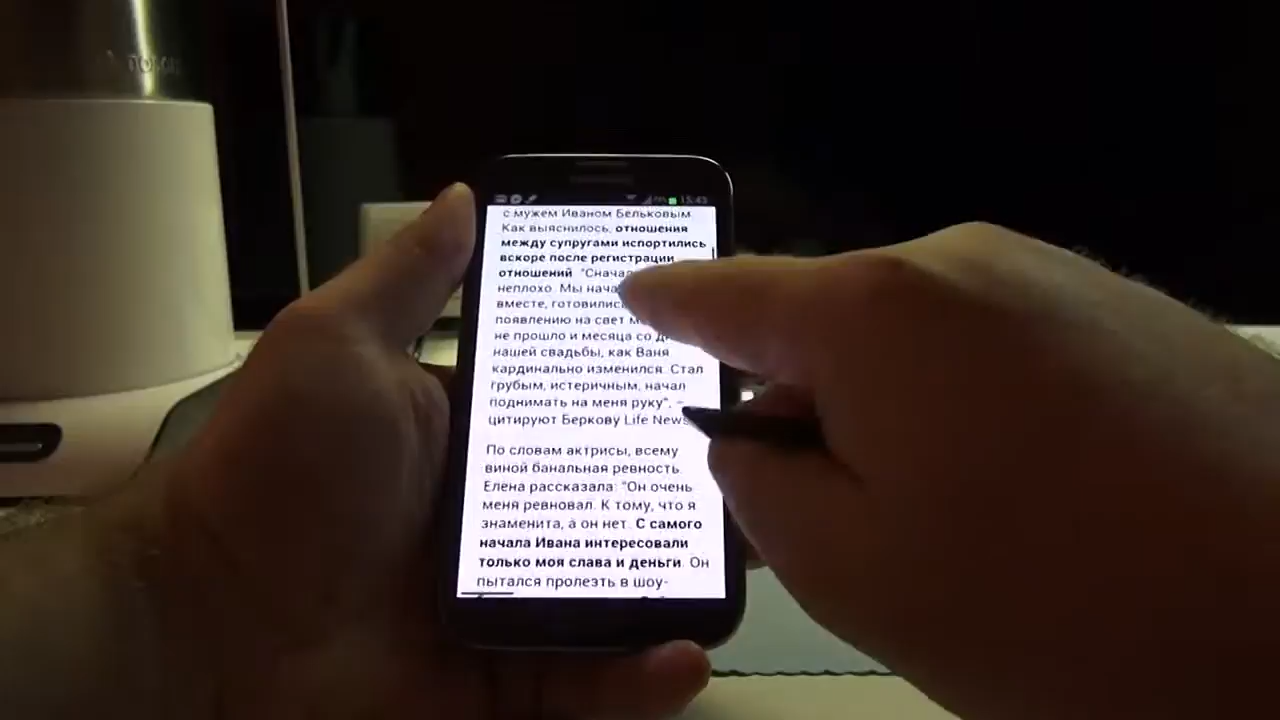 15:43
с мужем Иваном Бельковым
Как выяснилось, отношения
между супругами испортились
вскоре после регистрации
отношений. "Снача
неплохо. Мы нача
вместе, готовилис
появлению на свет
не прошло и месяца со д
нашей свадьбы, как Ваня
кардинально изменился. Стал
грубым, истеричным, начал
поднимать на меня руку", –
цитируют Беркову Life News
По словам актрисы, всему
виной банальная ревность.
Елена рассказала: "Он очень
меня ревновал. К тому, что я
знаменита, а он нет. С самого
начала Ивана интересовали
только моя слава и деньги. Он
пытался пролезть в шоу-